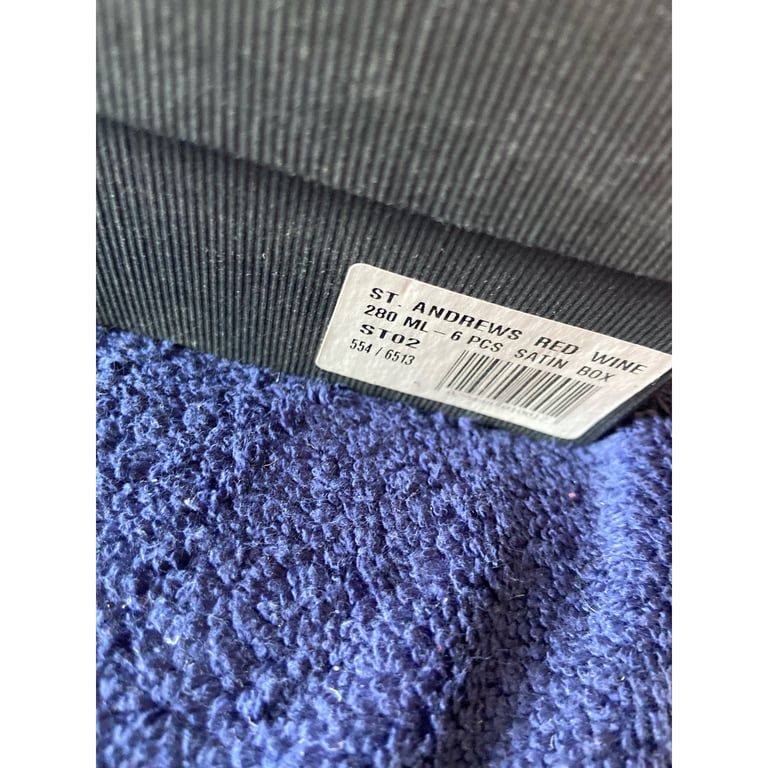 ST. ANDREWS RED WINE
280 ML - 6 PCS SATIN BOX
ST02
554 / 6513